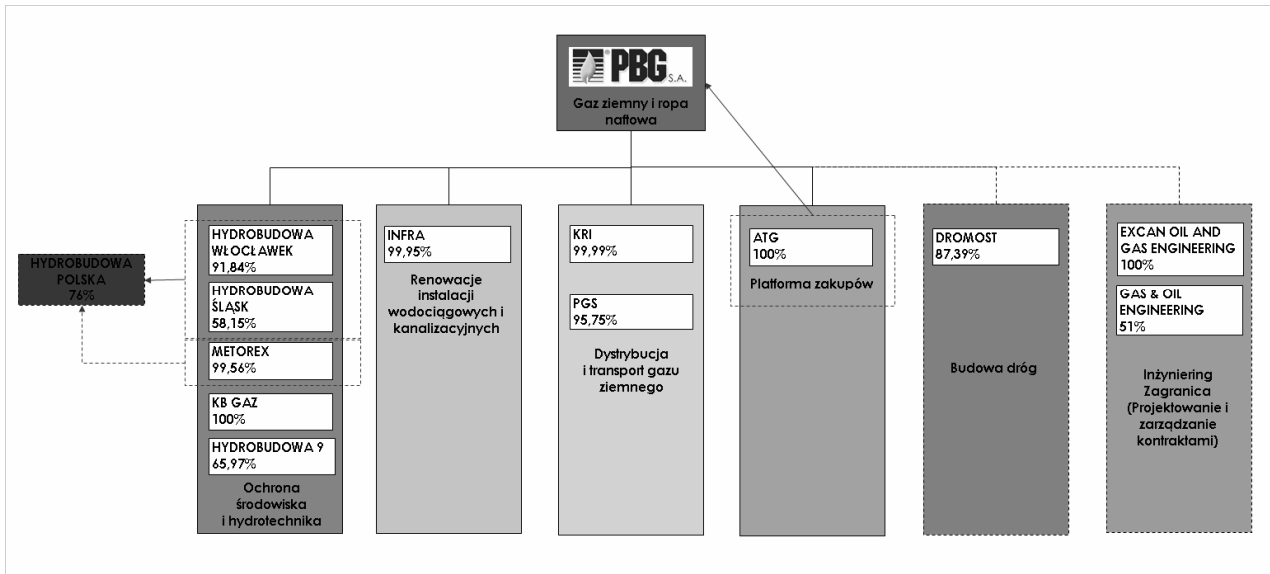 PBG S.A.
Gaz ziemny i ropa
naftowa
HYDROBUDOWA
POLSKA
76%
HYDROBUDOWA
WŁOCŁAWEK
91,84%
HYDROBUDOWA
ŚLĄSK
58,15%
METOREX
99,56%
KB GAZ
100%
HYDROBUDOWA 9
65,97%
Ochrona
środowiska
i hydrotechnika
INFRA
99,95%
Renowacje
instalacji
wodociągowych i
kanalizacyjnych
KRI
99,99%
PGS
95,75%
Dystrybucja
i transport gazu
ziemnego
ATG
100%
Platforma zakupów
DROMOST
87,39%
Budowa dróg
EXCAN OIL AND
GAS ENGINEERING
100%
GAS & OIL
ENGINEERING
51%
Inżyniering
Zagranica
(Projektowanie i
zarządzanie
kontraktami)